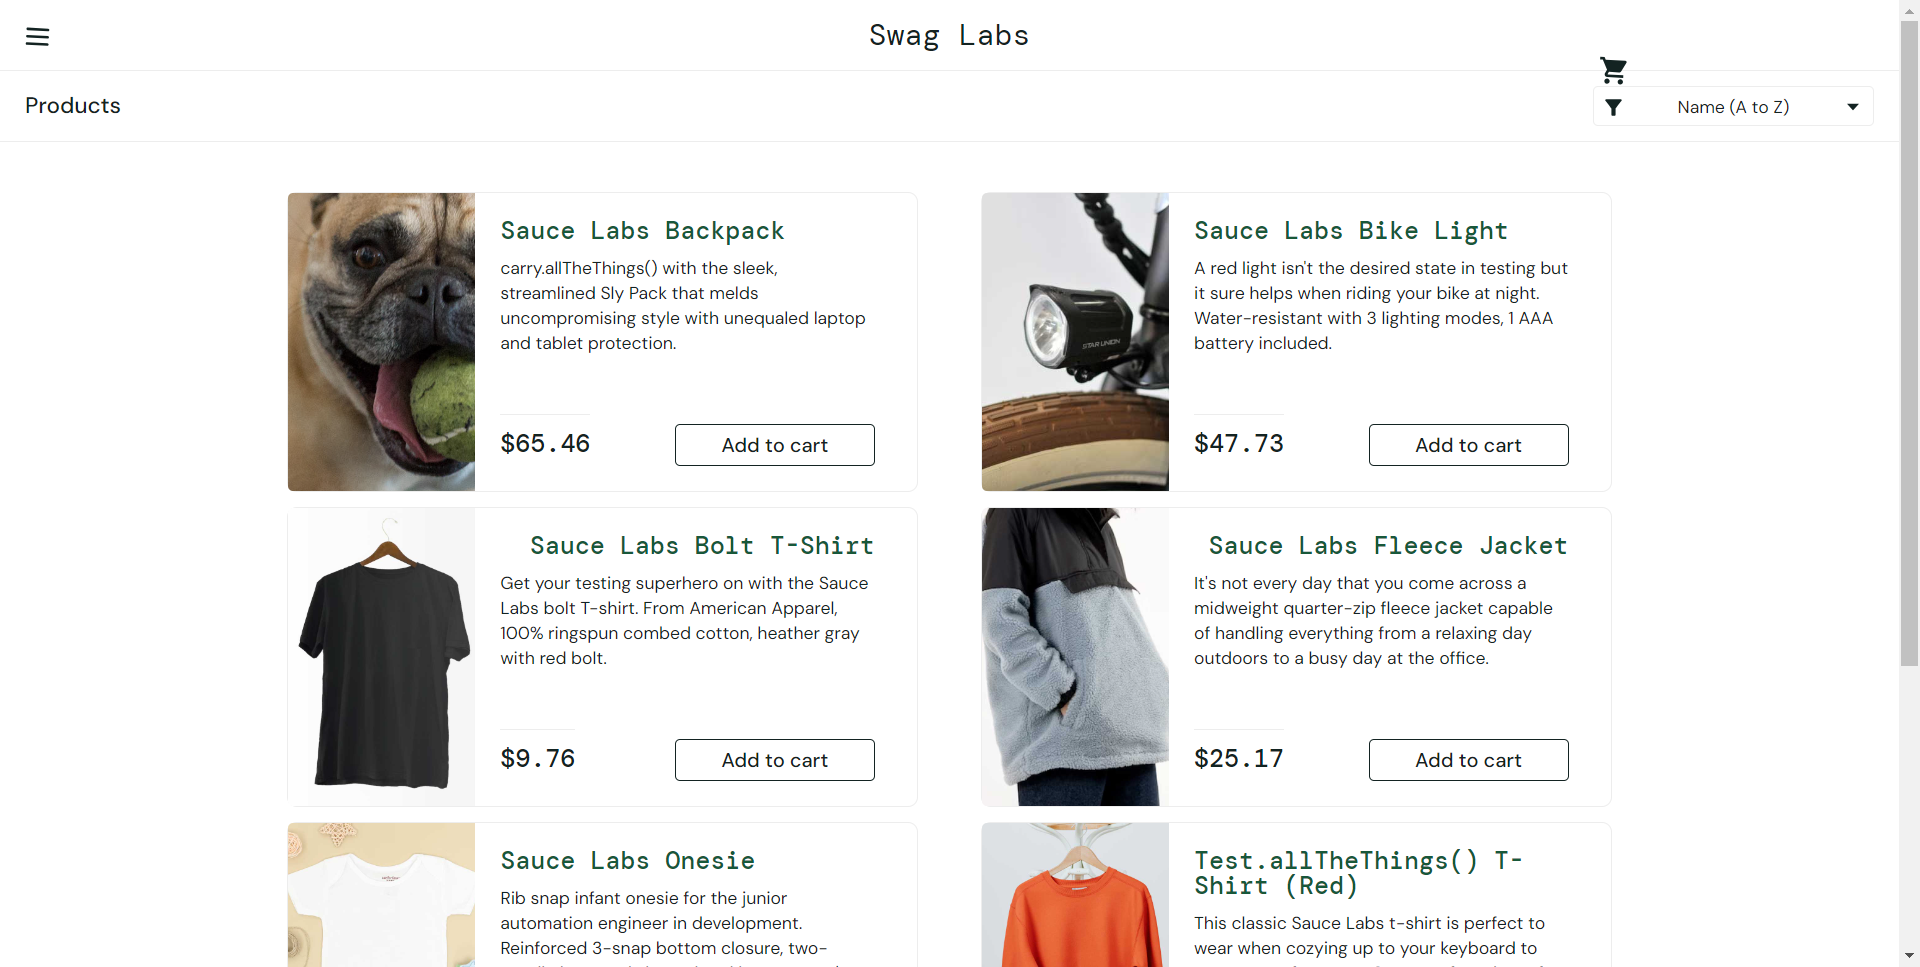 Swag Labs
Products
Name (A to Z)
Sauce Labs Backpack
carry.allTheThings() with the sleek,
streamlined Sly Pack that melds
uncompromising style with unequaled laptop
and tablet protection.
$65.46
Add to cart
Sauce Labs Bike Light
A red light isn't the desired state in testing but
it sure helps when riding your bike at night.
Water-resistant with 3 lighting modes, 1 AAA
battery included.
$47.73
Add to cart
STAR UNION
Sauce Labs Bolt T-Shirt
Get your testing superhero on with the Sauce
Labs bolt T-shirt. From American Apparel,
100% ringspun combed cotton, heather gray
with red bolt.
$9.76
Add to cart
Sauce Labs Fleece Jacket
It's not every day that you come across a
midweight quarter-zip fleece jacket capable
of handling everything from a relaxing day
outdoors to a busy day at the office.
$25.17
Add to cart
Sauce Labs Onesie
Rib snap infant onesie for the junior
automation engineer in development.
Reinforced 3-snap bottom closure, two-
Test.allTheThings() T-
Shirt (Red)
This classic Sauce Labs t-shirt is perfect to
wear when cozying up to your keyboard to